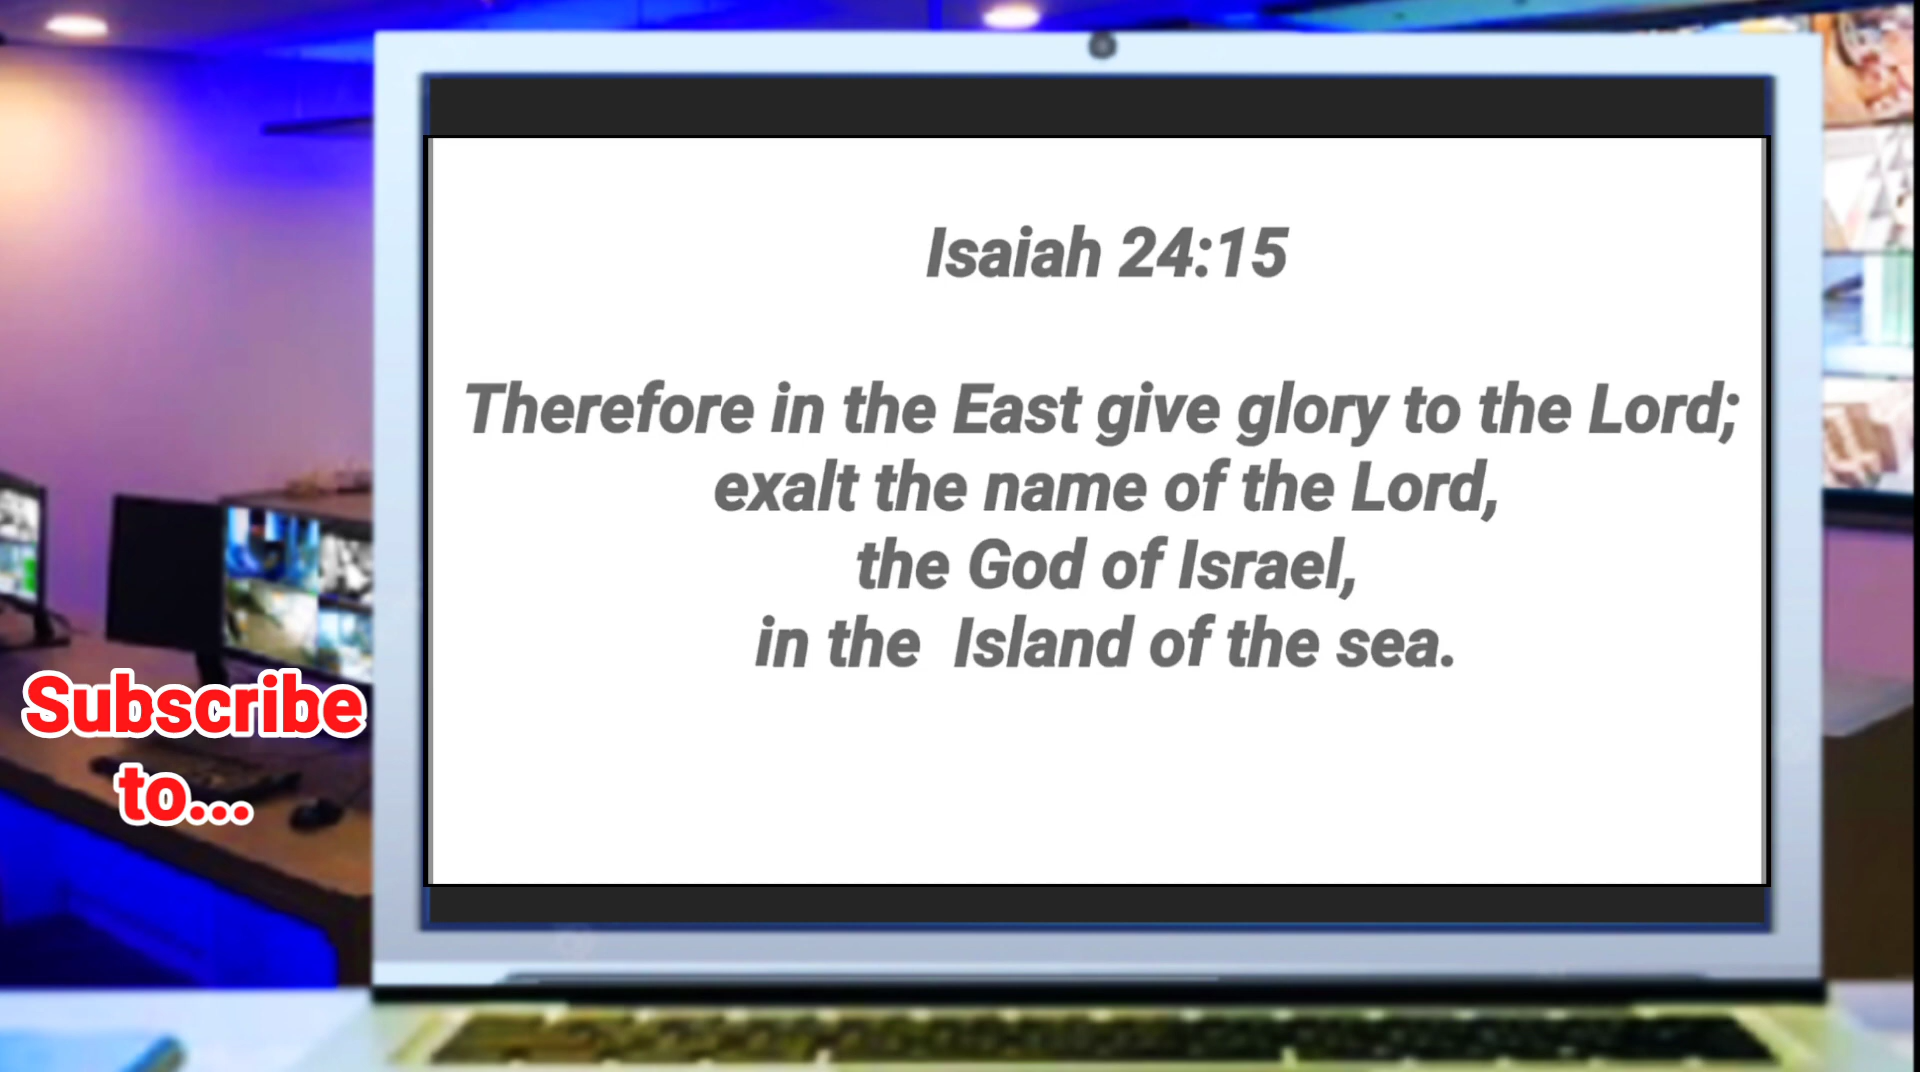 Isaiah 24:15
Therefore in the East give glory to the Lord;
exalt the name of the Lord,
the God of Israel,
in the  Island of the sea.
Subscribe
to...